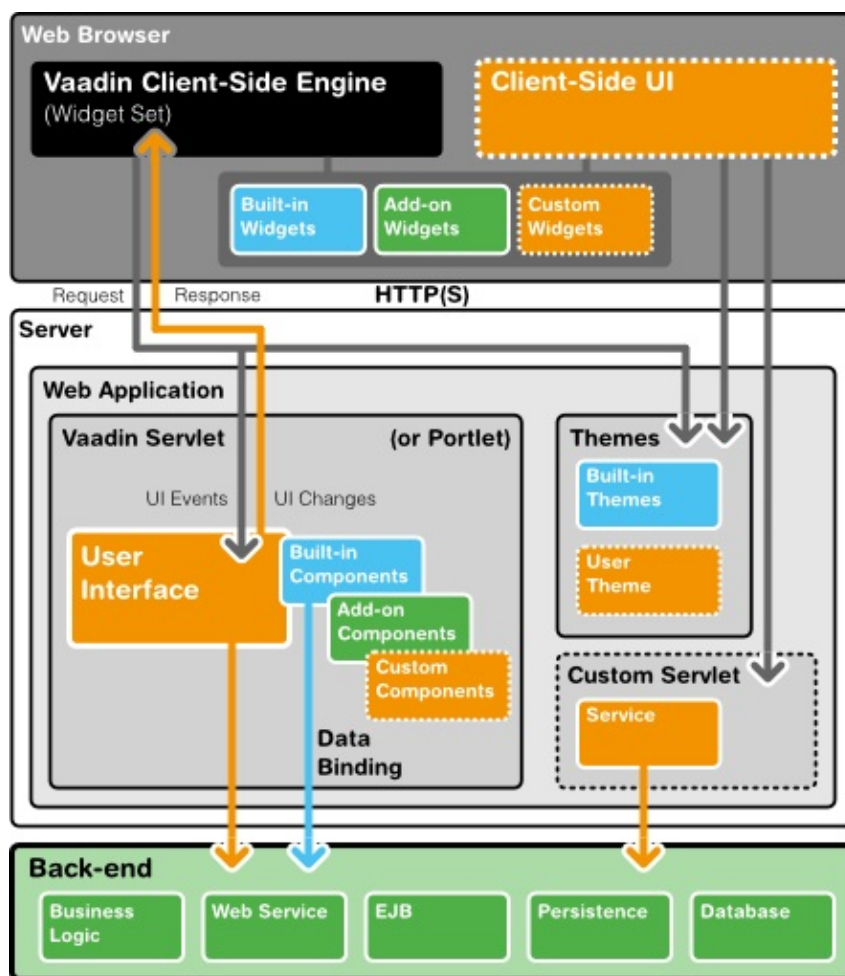 Web Browser
Vaadin Client-Side Engine
(Widget Set)
Client-Side UI
Built-in
Widgets
Add-on
Widgets
Custom
Widgets
Request
Response
HTTP(S)
Server
Web Application
Vaadin Servlet
(or Portlet)
Themes
Built-in
Themes
UI Events
UI Changes
User
Interface
Built-in
Components
User
Theme
Add-on
Components
Custom
Components
Custom Servlet
Service
Data
Binding
Back-end
Business
Logic
Web Service
EJB
Persistence
Database